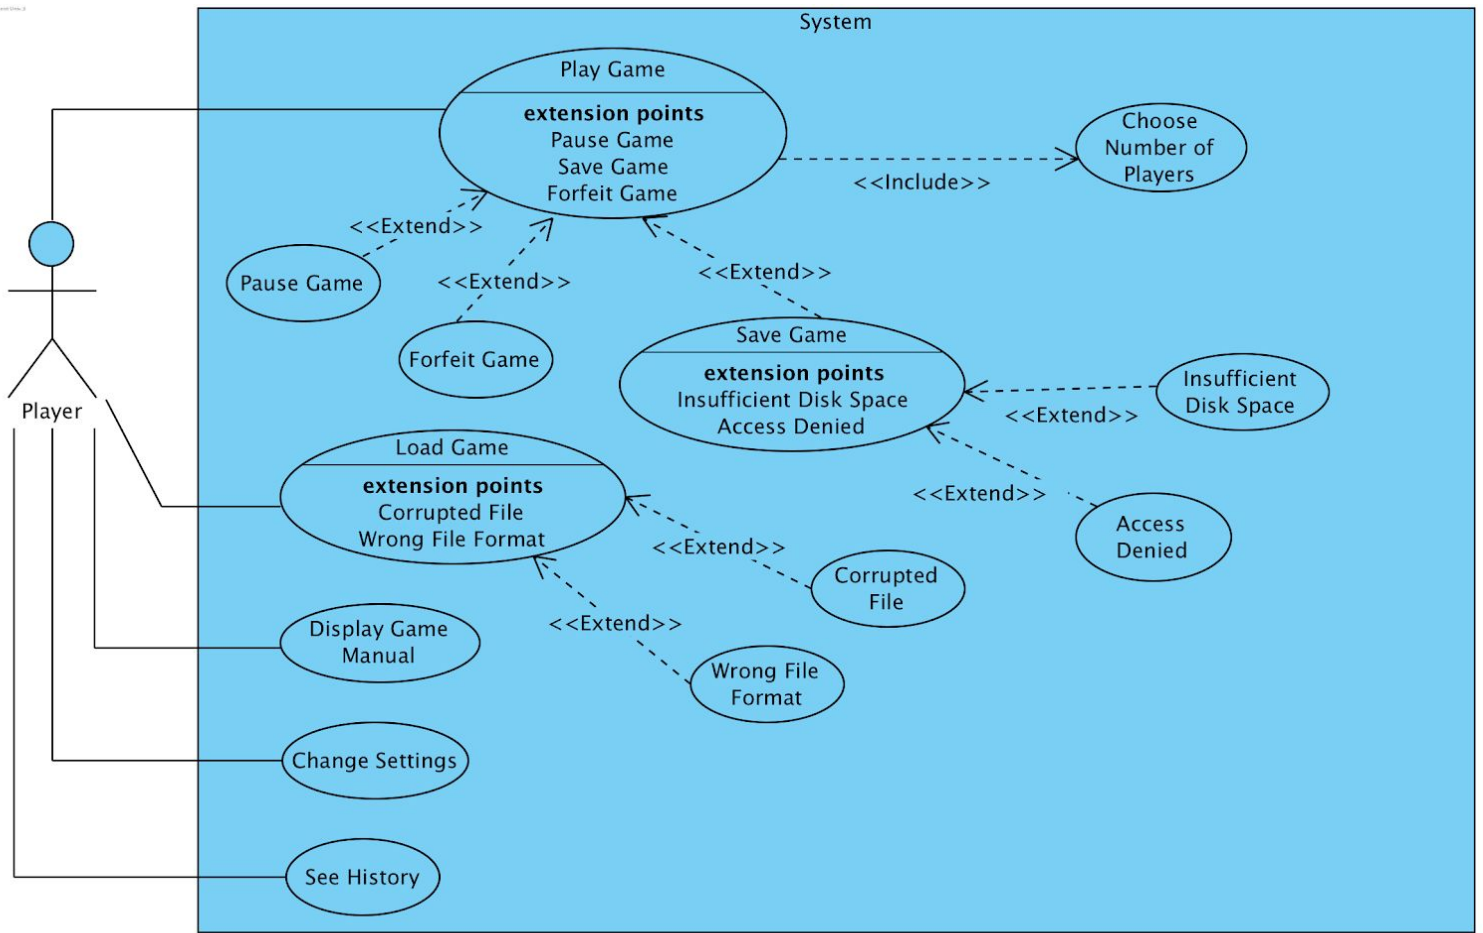 System
Play Game
extension points
Pause Game
Save Game
Forfeit Game
Choose
Number of
Players
<<Include>>
<<Extend>>
Pause Game
<<Extend>>
Forfeit Game
<<Extend>>
Save Game
extension points
Insufficient Disk Space
Access Denied
Insufficient
Disk Space
<<Extend>>
<<Extend>>
Access
Denied
Player
Load Game
extension points
Corrupted File
Wrong File Format
<<Extend>>
Corrupted
File
<<Extend>>
Wrong File
Format
Display Game
Manual
Change Settings
See History